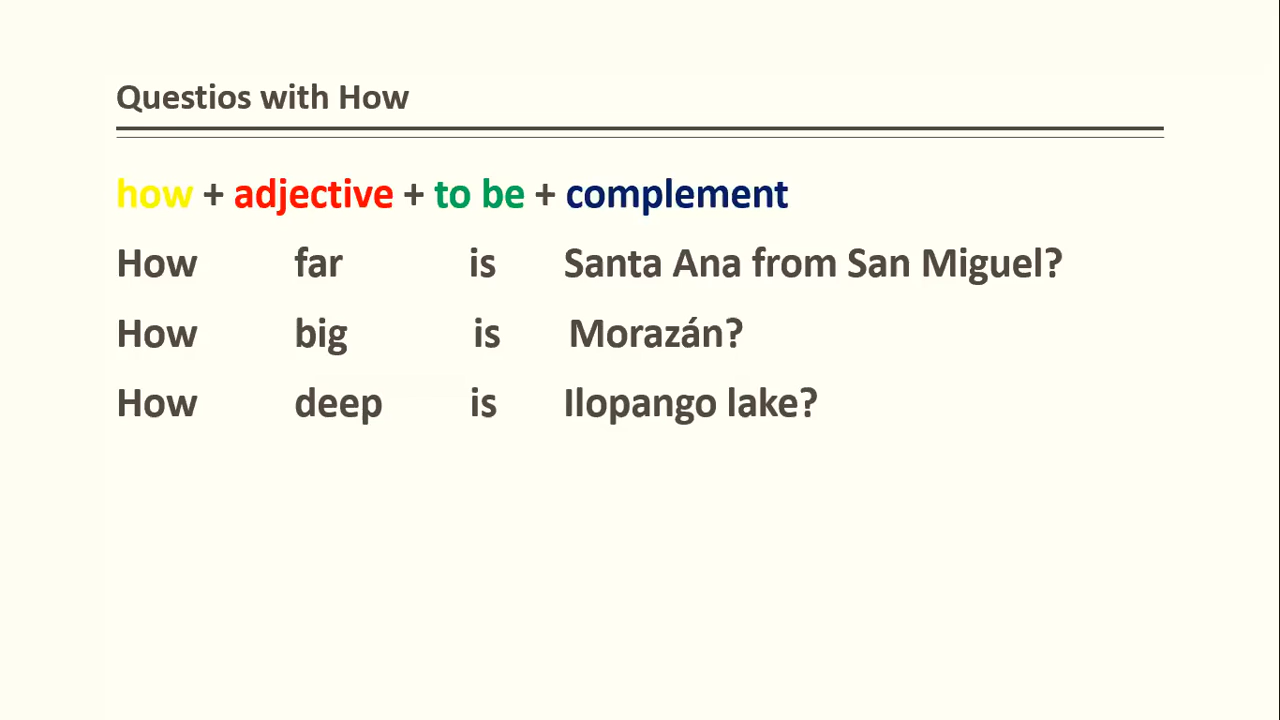 Questios with How
how + adjective + to be + complement
How far is Santa Ana from San Miguel?
How big is Morazán?
How deep is Ilopango lake?